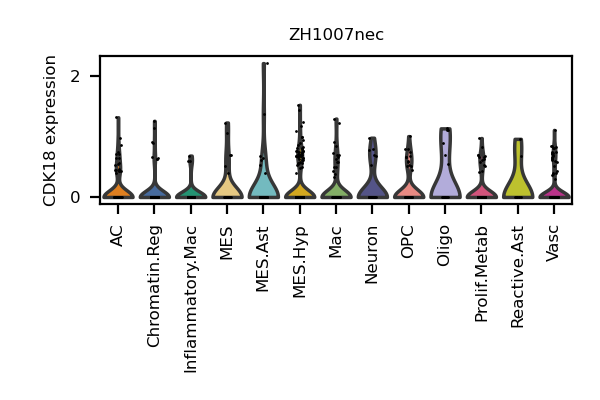 ZH1007nec
CDK18 expression
2
0
AC
Chromatin.Reg
Inflammatory.Mac
MES
MES.Ast
MES.Hyp
Mac
Neuron
OPC
Oligo
Prolif.Metab
Reactive.Ast
Vasc